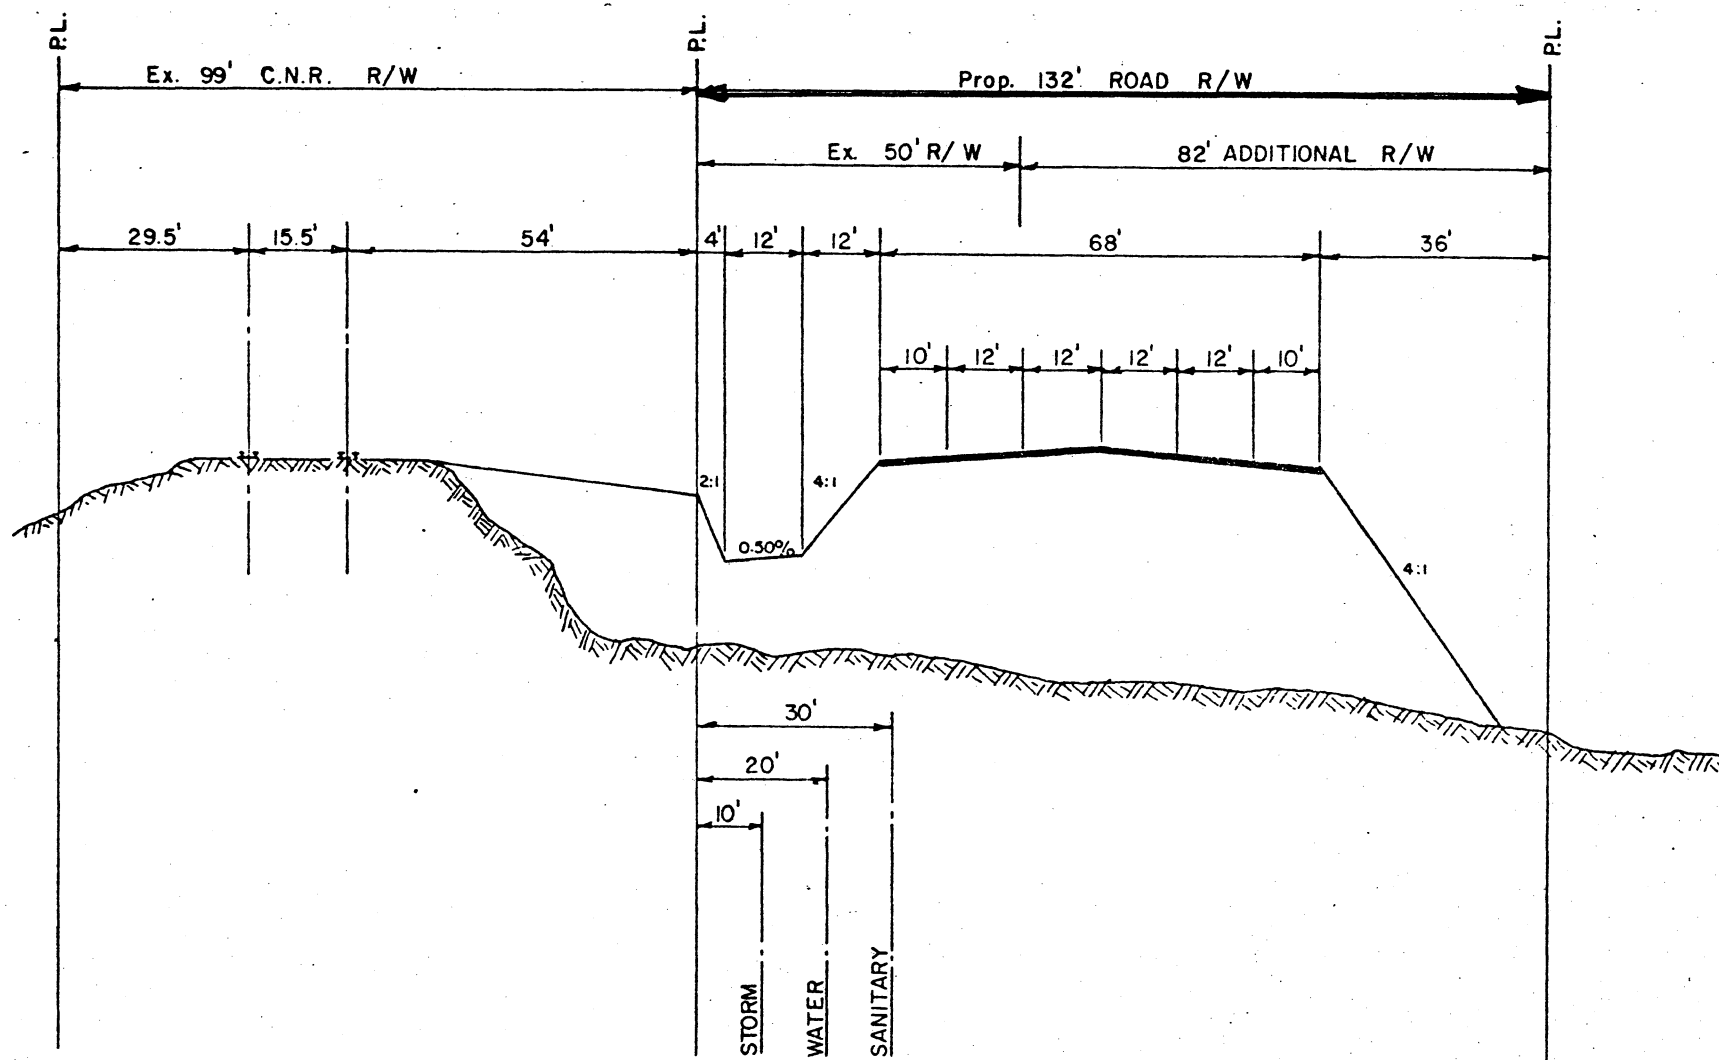 P.L.
P.L.
P.L.
Ex. 99' C.N.R. R/W
Prop. 132' ROAD R/W
Ex. 50' R/W
82' ADDITIONAL R/W
29.5'
15.5'
54'
4'
12'
12'
68'
36'
10'
12'
12'
12'
12'
10'
2:1
4:1
0.50%
4:1
30'
20'
10'
STORM
WATER
SANITARY